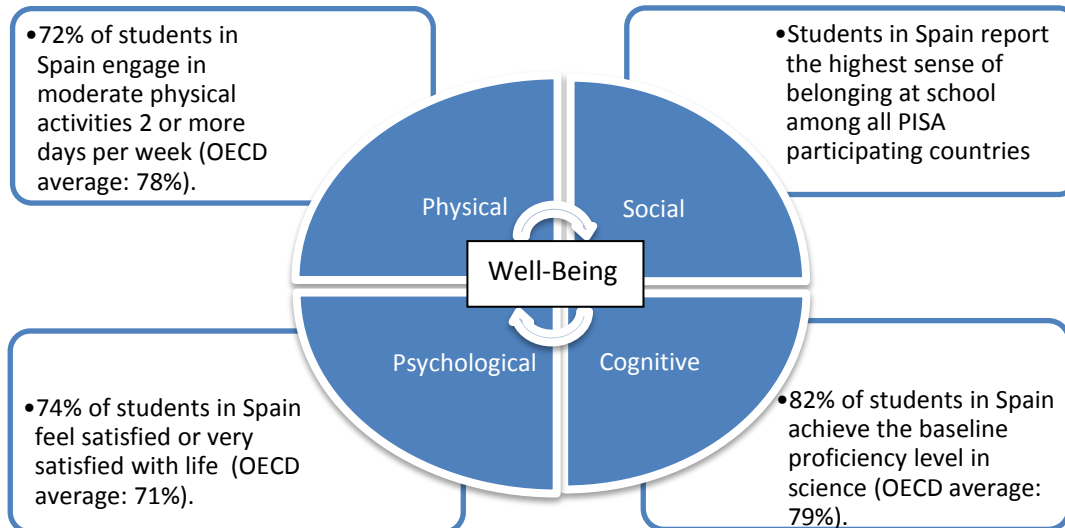 •72% of students in
Spain engage in
moderate physical
activities 2 or more
days per week (OECD
average: 78%).
•Students in Spain report
the highest sense of
belonging at school
among all PISA
participating countries
Physical
Social
Well-Being
Psychological
Cognitive
•74% of students in Spain
feel satisfied or very
satisfied with life (OECD
average: 71%).
•82% of students in Spain
achieve the baseline
proficiency level in
science (OECD average:
79%).